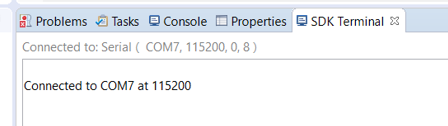 Problems Tasks Console Properties SDK Terminal
Connected to: Serial ( COM7, 115200, 0, 8 )
Connected to COM7 at 115200